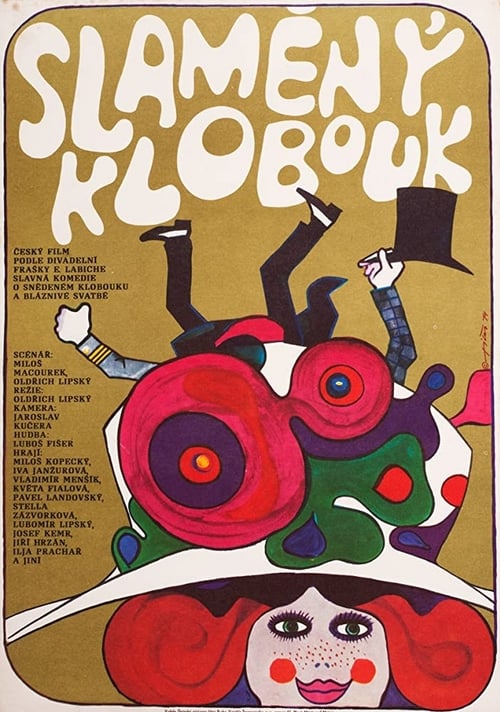 SLAMĚNÝ
KLOBOUK
ČESKÝ FILM
PODLE DIVADELNÍ
FRAŠKY E. LABICHE
SLAVNÁ KOMEDIE
O SNĚDENÉM KLOBOUKU
A BLÁZNIVÉ SVATBĚ
SCÉNÁŘ:
MILOŠ
MACOUREK,
OLDŘICH LIPSKÝ
REŽIE:
OLDŘICH LIPSKÝ
KAMERA:
JAROSLAV
KUČERA
HUDBA:
LUBOŠ FIŠER
HRAJÍ:
MILOŠ KOPECKÝ,
IVA JANŽUROVÁ,
VLADIMÍR MENŠÍK,
KVĚTA FIALOVÁ,
PAVEL LANDOVSKÝ,
STELLA
ZÁZVORKOVÁ,
LUBOMÍR LIPSKÝ,
JOSEF KEMR,
JIŘÍ HRZÁN,
ILJA PRACHAŘ
A JINÍ